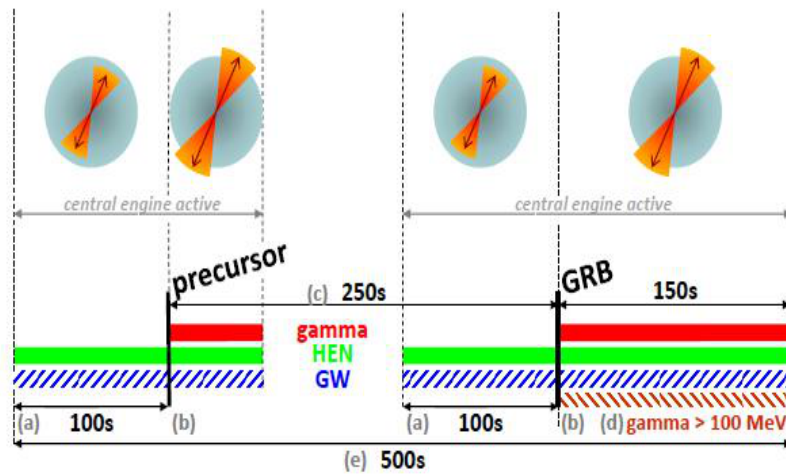 central engine active
central engine active
precursor
GRB
(c) 250s
150s
gamma
HEN
GW
(a) 100s (b)
(a) 100s (b) (d) gamma > 100 MeV
(e) 500s